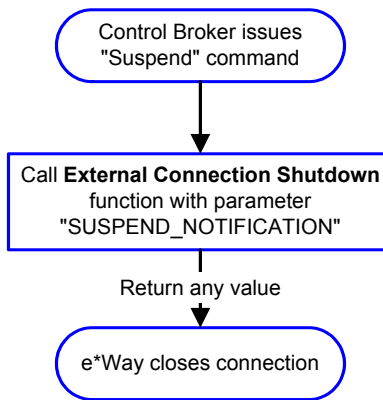 Control Broker issues
"Suspend" command
Call External Connection Shutdown
function with parameter
"SUSPEND_NOTIFICATION"
Return any value
e*Way closes connection